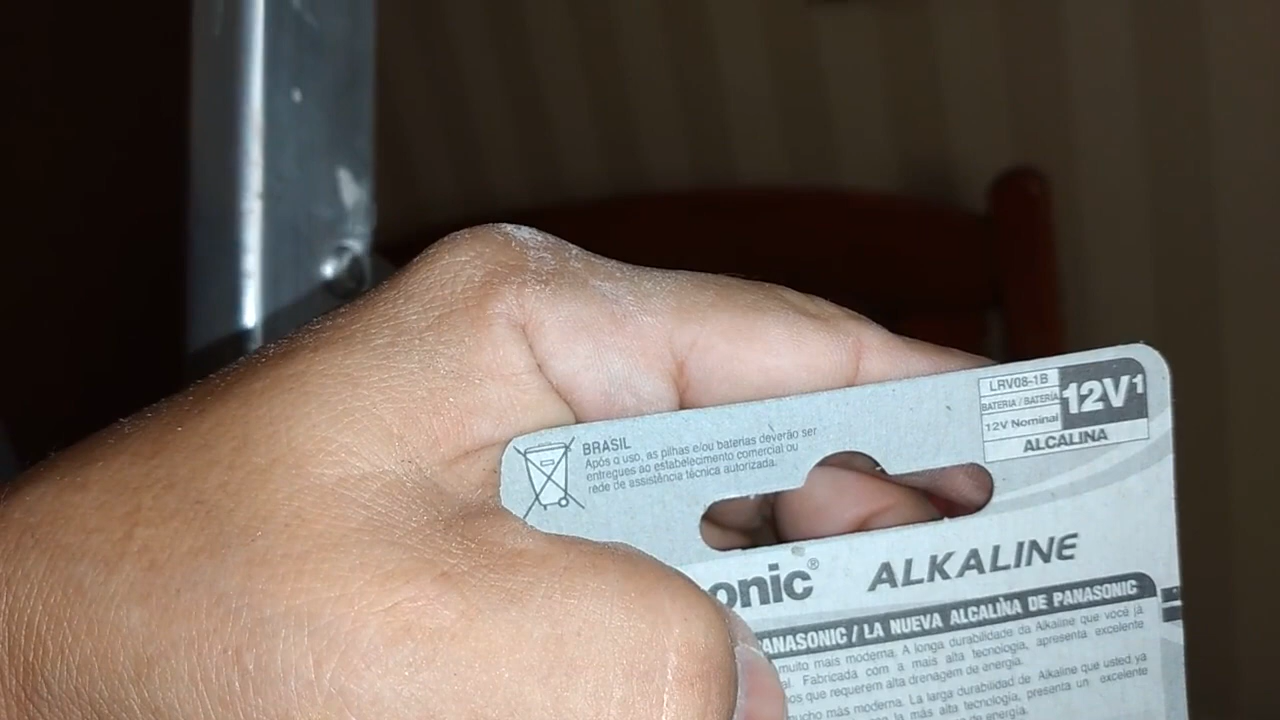 LRV08-1B
BATERIA / BATERÍA
12V Nominal
12V1
ALCALINA
BRASIL
Após o uso, as pilhas e/ou baterias deverão ser
entregues ao estabelecimento comercial ou
rede de assistência técnica autorizada.
onic® ALKALINE
PANASONIC / LA NUEVA ALCALINA DE PANASONIC
muito mais moderna. A longa durabilidade da Alkaline que você já
al. Fabricada com a mais alta tecnologia, apresenta excelente
os que requerem alta drenagem de energia.
mucho más moderna. La larga durabilidad de Alkaline que usted ya
la más alta tecnología, presenta un excelente
de energía.